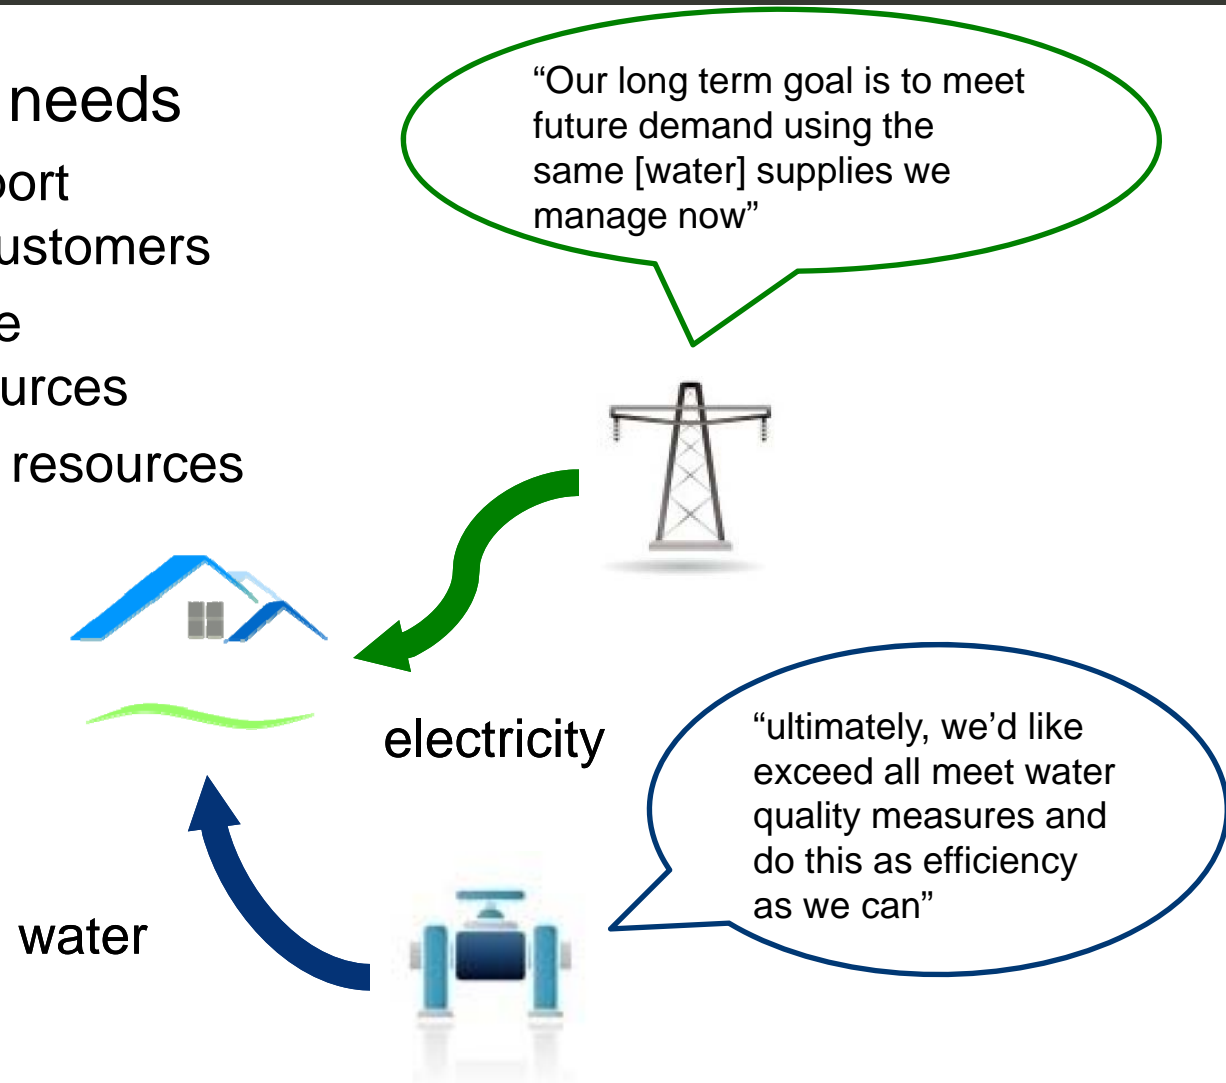 needs
port
ustomers
e
urces
resources
“Our long term goal is to meet
future demand using the
same [water] supplies we
manage now”
electricity
“ultimately, we’d like
exceed all meet water
quality measures and
do this as efficiency
as we can”
water